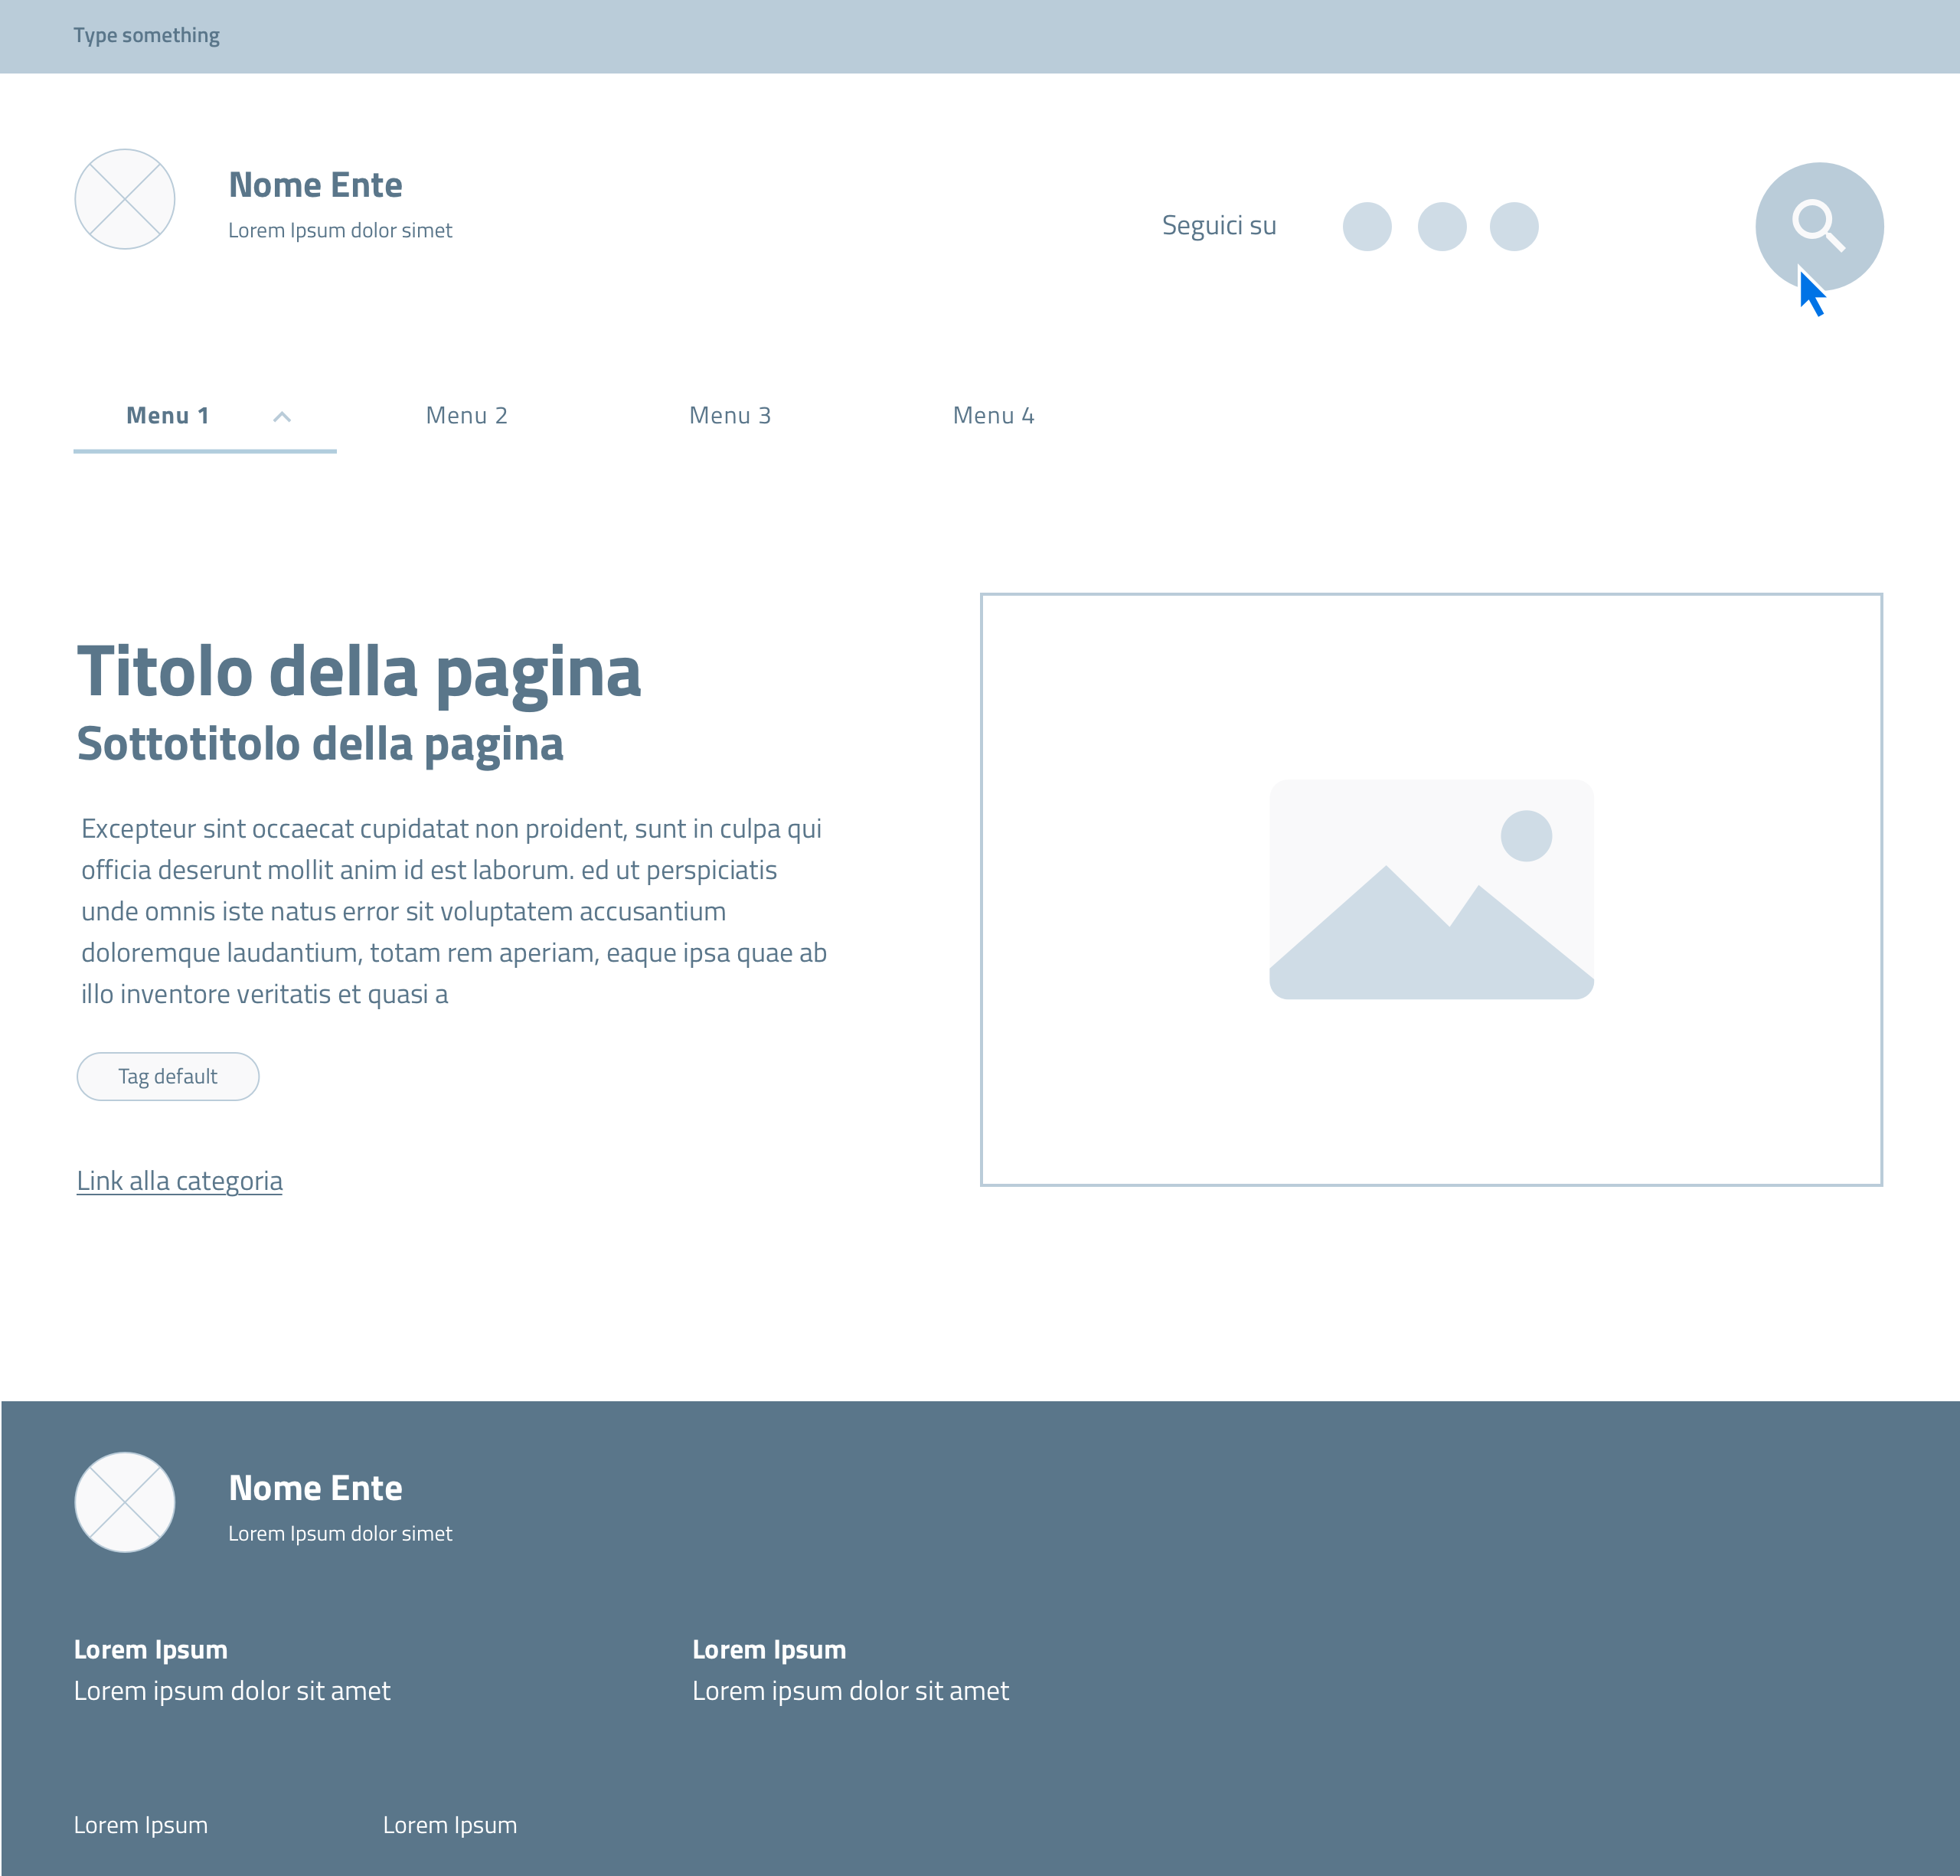 Type something
Nome Ente
Lorem Ipsum dolor simet
Seguici su
Menu 1
Menu 2
Menu 3
Menu 4
Titolo della pagina
Sottotitolo della pagina
Excepteur sint occaecat cupidatat non proident, sunt in culpa qui
officia deserunt mollit anim id est laborum. ed ut perspiciatis
unde omnis iste natus error sit voluptatem accusantium
doloremque laudantium, totam rem aperiam, eaque ipsa quae ab
illo inventore veritatis et quasi a
Tag default
Link alla categoria
Nome Ente
Lorem Ipsum dolor simet
Lorem Ipsum
Lorem ipsum dolor sit amet
Lorem Ipsum
Lorem ipsum dolor sit amet
Lorem Ipsum
Lorem Ipsum